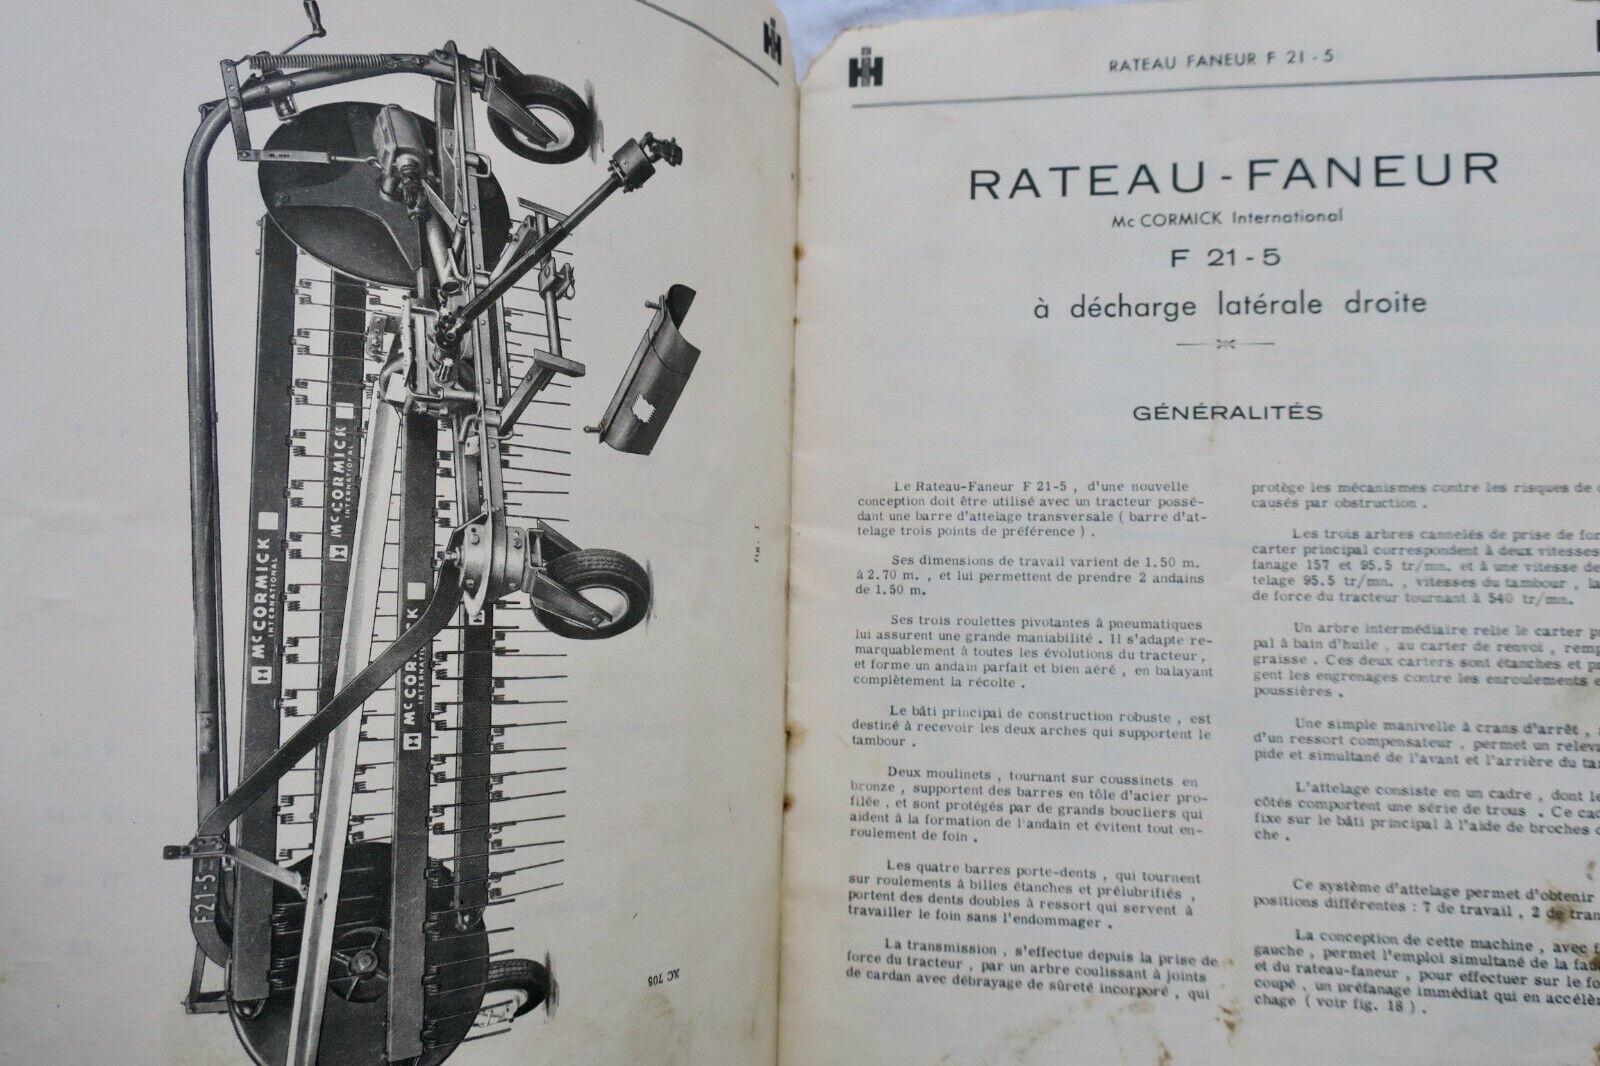 McCORMICK
INTERNATIONAL
McCORMICK
INTERNATIONAL
McCORMICK
INTERNATIONAL
F21-5
fig. 1
XC 705
RATEAU FANEUR F 21 - 5
RATEAU - FANEUR
Mc CORMICK International
F 21 - 5
à décharge latérale droite
GÉNÉRALITÉS
Le Rateau-Faneur F 21-5 , d'une nouvelle
conception doit être utilisé avec un tracteur possé-
dant une barre d'attelage transversale ( barre d'at-
telage trois points de préférence ) .
Ses dimensions de travail varient de 1.50 m.
à 2.70 m. , et lui permettent de prendre 2 andains
de 1.50 m.
Ses trois roulettes pivotantes à pneumatiques
lui assurent une grande maniabilité . Il s'adapte re-
marquablement à toutes les évolutions du tracteur ,
et forme un andain parfait et bien aéré , en balayant
complètement la récolte .
Le bâti principal de construction robuste , est
destiné à recevoir les deux arches qui supportent le
tambour .
Deux moulinets , tournant sur coussinets en
bronze , supportent des barres en tôle d'acier pro-
filée , et sont protégés par de grands boucliers qui
aident à la formation de l'andain et évitent tout en-
roulement de foin .
Les quatre barres porte-dents , qui tournent
sur roulements à billes étanches et prélubrifiés ,
portent des dents doubles à ressort qui servent à
travailler le foin sans l'endommager .
La transmission , s'effectue depuis la prise de
force du tracteur , par un arbre coulissant à joints
de cardan avec débrayage de sûreté incorporé , qui
protège les mécanismes contre les risques de
causés par obstruction .
Les trois arbres cannelés de prise de
carter principal correspondent à deux vitesses
fanage 157 et 95.5 tr/mn. et à une vitesse
telage 95.5 tr/mn. , vitesses du tambour ,
de force du tracteur tournant à 540 tr/mn.
Un arbre intermédiaire relie le carter
pal à bain d'huile , au carter de renvoi ,
graisse . Ces deux carters sont étanches et
gent les engrenages contre les enroulements
poussières .
Une simple manivelle à crans d'arrêt ,
d'un ressort compensateur , permet un
pide et simultané de l'avant et l'arrière du
L'attelage consiste en un cadre , dont
côtés comportent une série de trous . Ce
fixe sur le bâti principal à l'aide de broches
che .
Ce système d'attelage permet d'obtenir
positions différentes : 7 de travail , 2 de
La conception de cette machine , avec
gauche , permet l'emploi simultané de la
et du rateau-faneur , pour effectuer sur le
coupé , un préfanage immédiat qui en
chage ( voir fig. 18 ) .